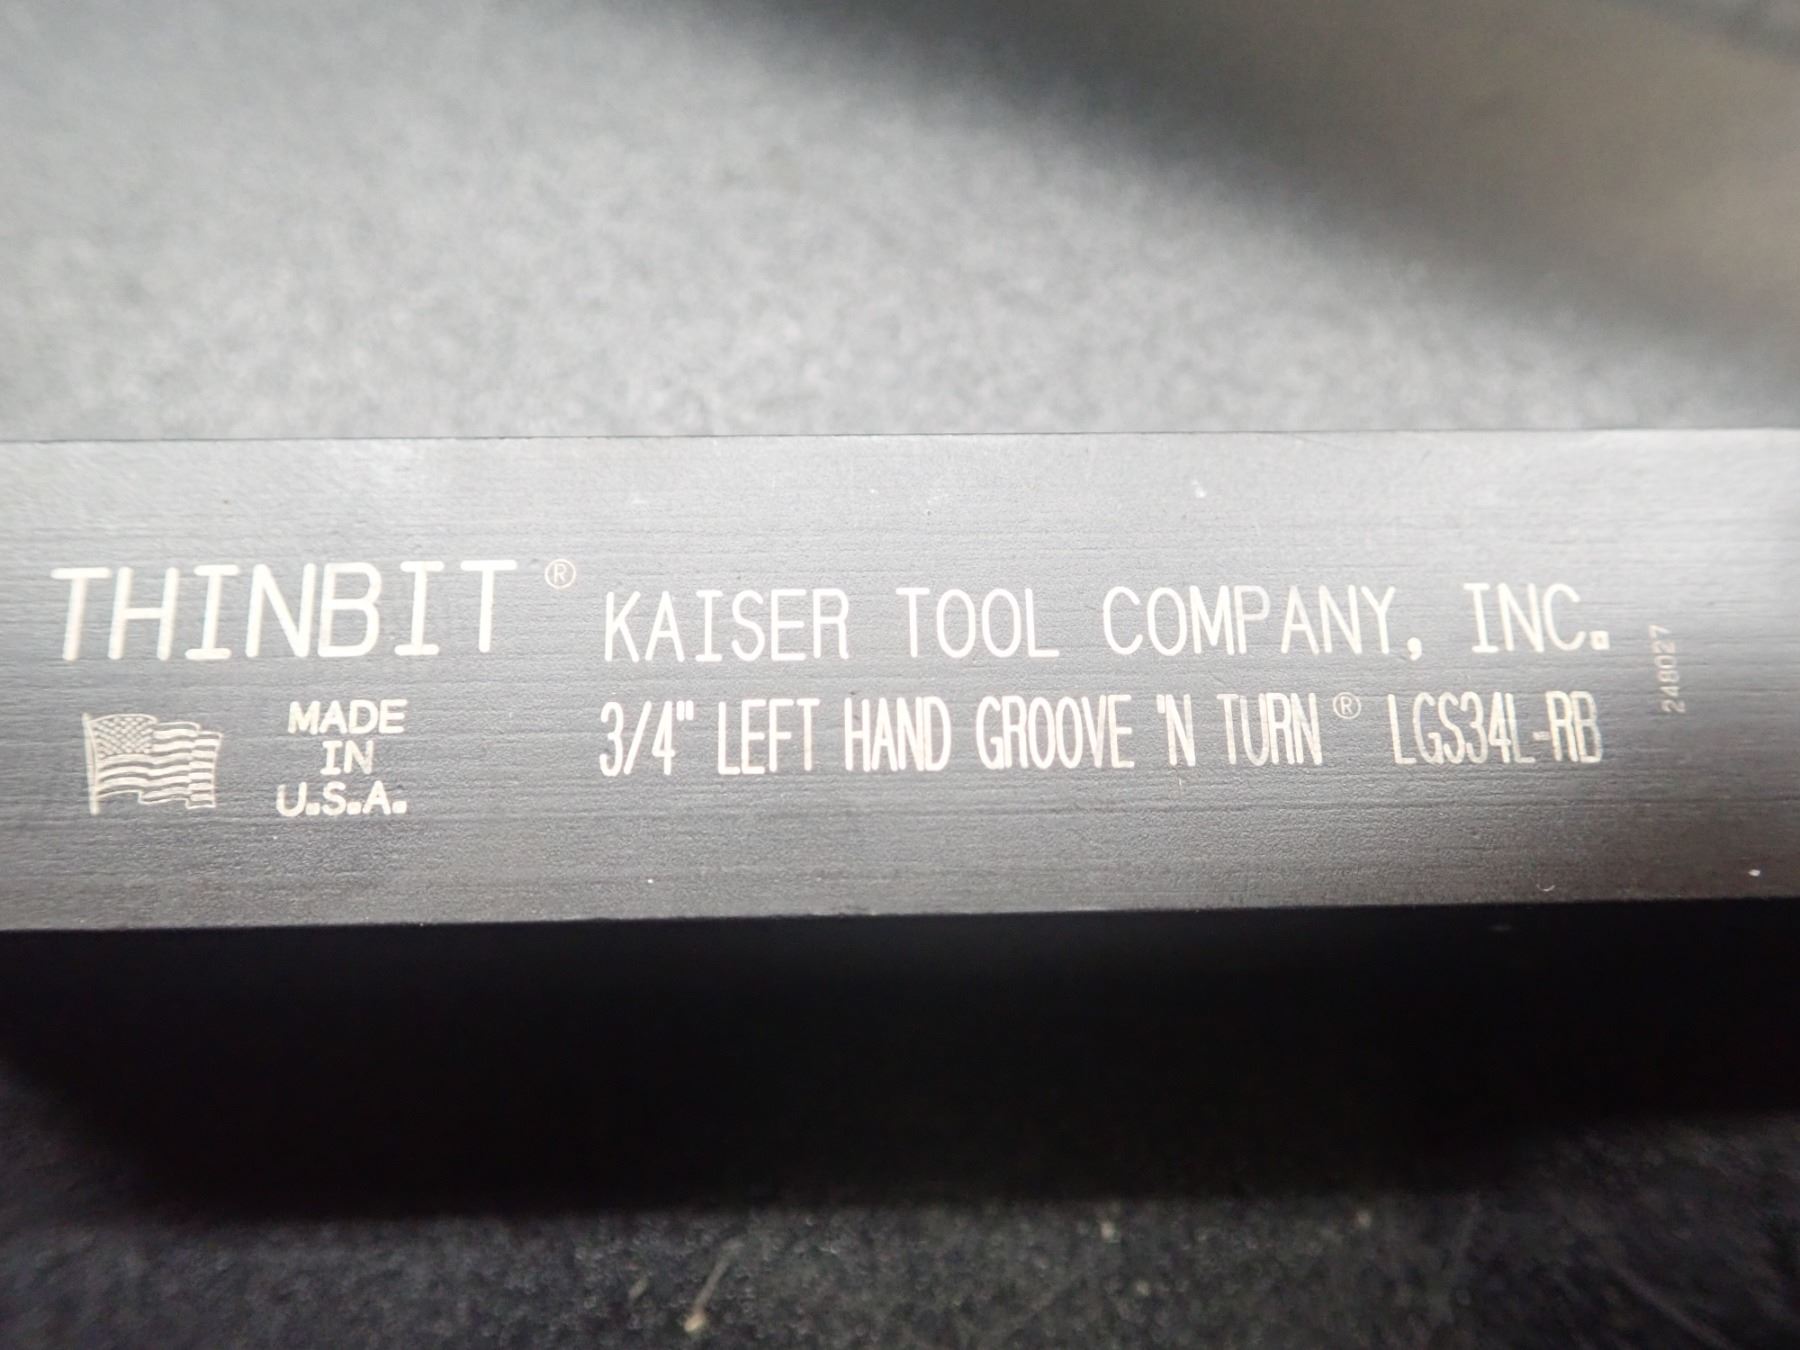 THINBIT® KAISER TOOL COMPANY, INC.
MADE
IN
U.S.A.
3/4" LEFT HAND GROOVE 'N TURN® LGS34L-RB
248027